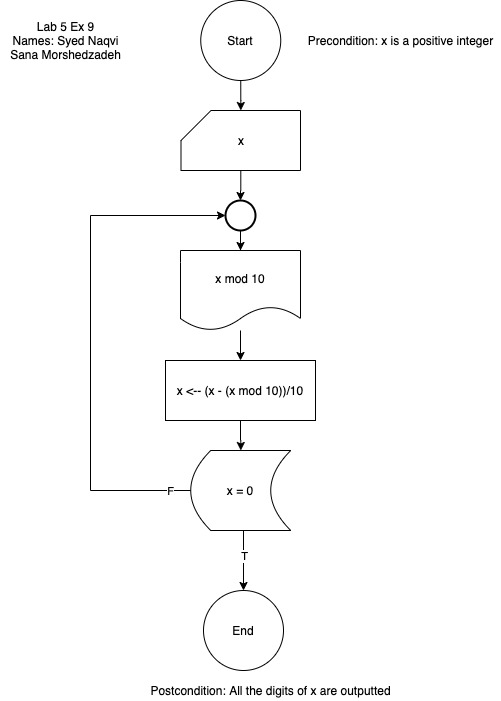 Lab 5 Ex 9
Names: Syed Naqvi
Sana Morshedzadeh
Start
Precondition: x is a positive integer
x
x mod 10
x <-- (x - (x mod 10))/10
x = 0
F
T
End
Postcondition: All the digits of x are outputted